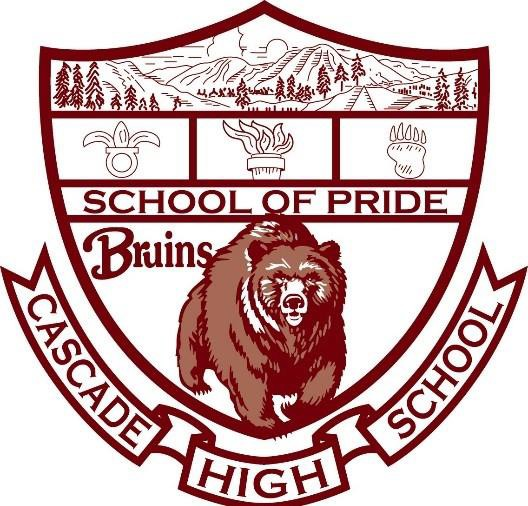 SCHOOL OF PRIDE
Bruins
CASCADE
HIGH
SCHOOL